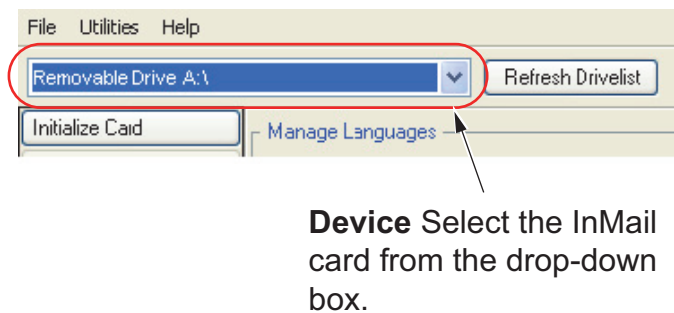 File Utilities Help
Removable Drive A:\ Refresh Drivelist
Initialize Card Manage Languages
Device Select the InMail
card from the drop-down
box.